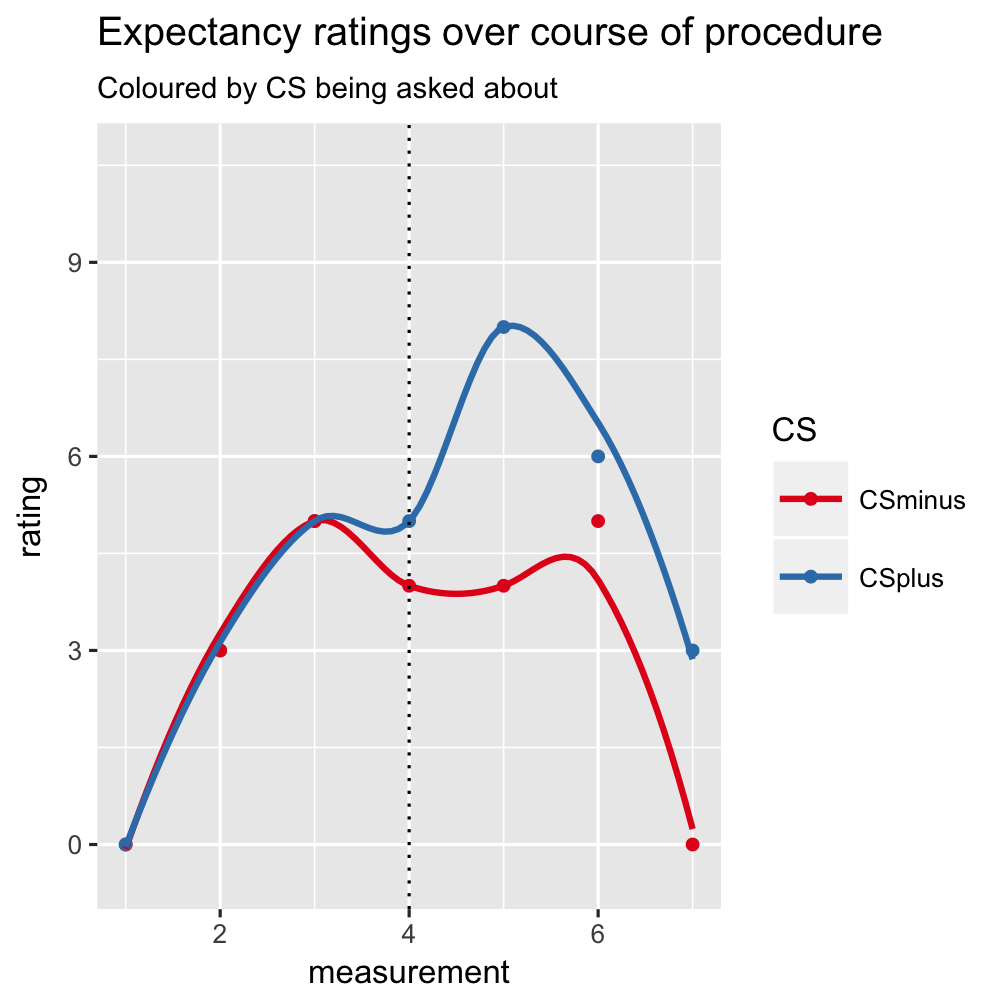 Expectancy ratings over course of procedure
Coloured by CS being asked about
9
6
3
0
rating
2
4
6
measurement
CS
CSminus
CSplus